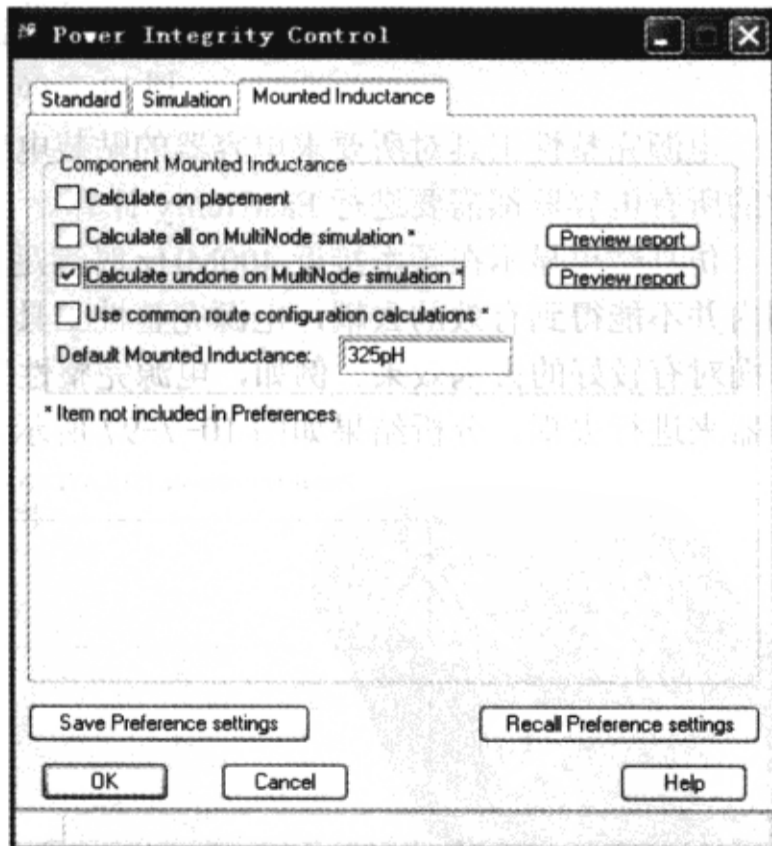 Power Integrity Control
Standard Simulation Mounted Inductance
Component Mounted Inductance
Calculate on placement
Calculate all on MultiNode simulation * Preview report
Calculate undone on MultiNode simulation * Preview report
Use common route configuration calculations *
Default Mounted Inductance: 325pH
* Item not included in Preferences.
Save Preference settings Recall Preference settings
OK Cancel Help